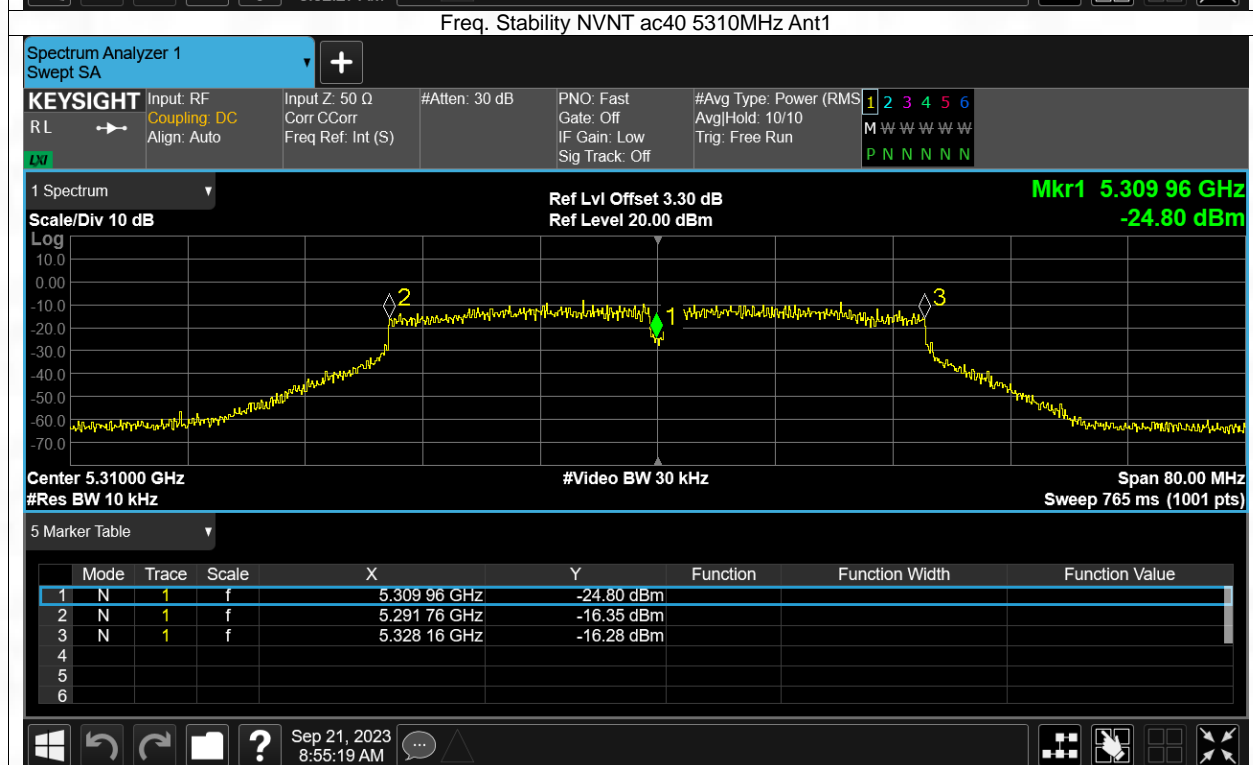 Freq. Stability NVNT ac40 5310MHz Ant1
Spectrum Analyzer 1
Swept SA
+
KEYSIGHT
RL
LXI
Input: RF
Coupling: DC
Align: Auto
Input Z: 50 Ω
Corr CCorr
Freq Ref: Int (S)
#Atten: 30 dB
PNO: Fast
Gate: Off
IF Gain: Low
Sig Track: Off
#Avg Type: Power (RMS
Avg|Hold: 10/10
Trig: Free Run
1 2 3 4 5 6
M W W W W W
P N N N N N
1 Spectrum
Scale/Div 10 dB
Ref Lvl Offset 3.30 dB
Ref Level 20.00 dBm
Mkr1 5.309 96 GHz
-24.80 dBm
Log
10.0
0.00
-10.0
-20.0
-30.0
-40.0
-50.0
-60.0
-70.0
2
1
3
Center 5.31000 GHz
#Res BW 10 kHz
#Video BW 30 kHz
Span 80.00 MHz
Sweep 765 ms (1001 pts)
5 Marker Table
Mode Trace Scale X Y Function Function Width Function Value
1 N 1 f 5.309 96 GHz -24.80 dBm
2 N 1 f 5.291 76 GHz -16.35 dBm
3 N 1 f 5.328 16 GHz -16.28 dBm
4
5
6
?
Sep 21, 2023
8:55:19 AM